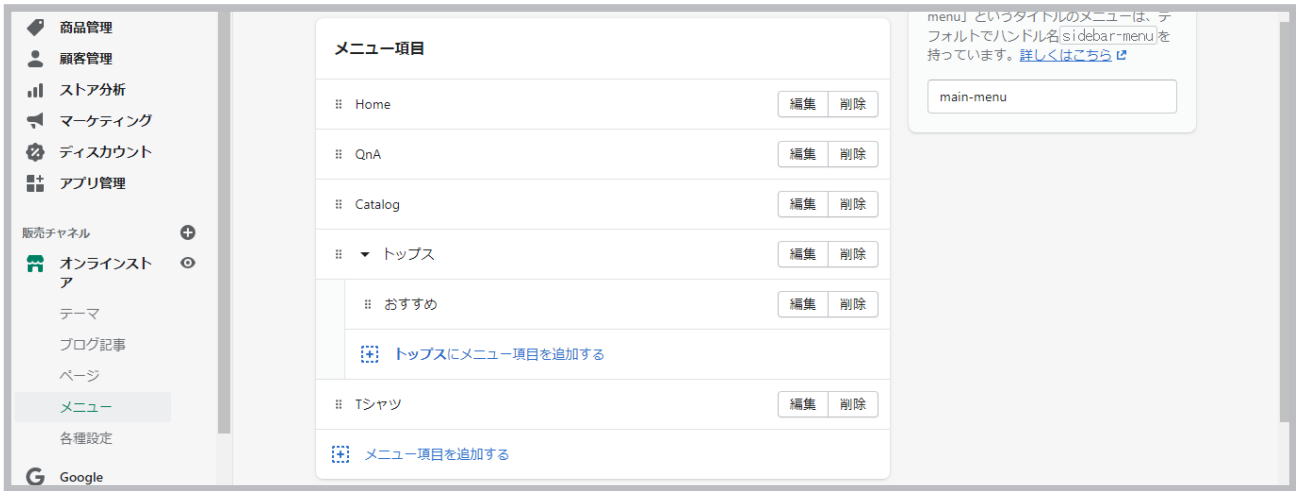 商品管理
顧客管理
ストア分析
マーケティング
ディスカウント
アプリ管理
販売チャネル
オンラインスト
ア
テーマ
ブログ記事
ページ
メニュー
各種設定
Google
メニュー項目
Home 編集 削除
QnA 編集 削除
Catalog 編集 削除
トップス 編集 削除
おすすめ 編集 削除
トップスにメニュー項目を追加する
Tシャツ 編集 削除
メニュー項目を追加する
menu」というタイトルのメニューは、デ
フォルトでハンドル名sidebar-menuを
持っています。詳しくはこちら
main-menu